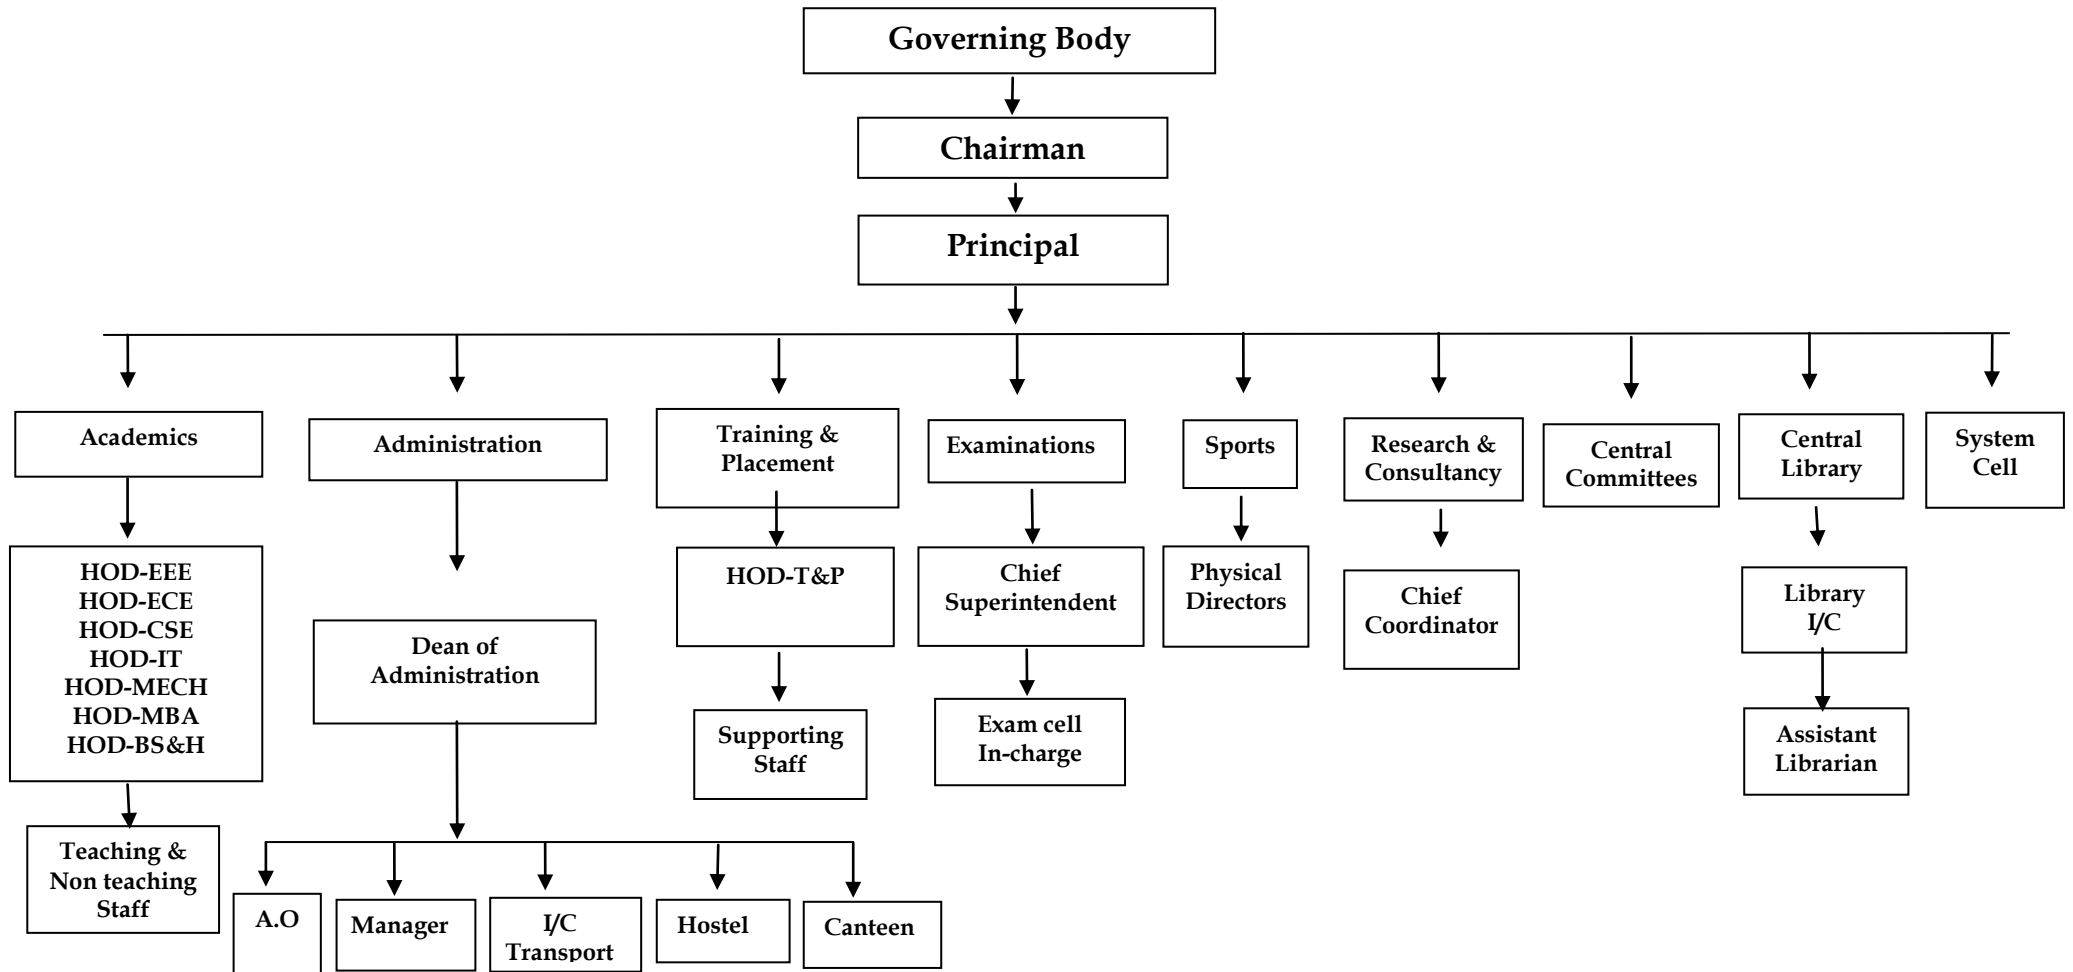 Governing Body
Chairman
Principal
Academics
Administration
Training &
Placement
Examinations
Sports
Research &
Consultancy
Central
Committees
Central
Library
System
Cell
HOD-EEE
HOD-ECE
HOD-CSE
HOD-IT
HOD-MECH
HOD-MBA
HOD-BS&H
Dean of
Administration
HOD-T&P
Chief
Superintendent
Physical
Directors
Chief
Coordinator
Library
I/C
Supporting
Staff
Exam cell
In-charge
Assistant
Librarian
Teaching &
Non teaching
Staff
A.O
Manager
I/C
Transport
Hostel
Canteen